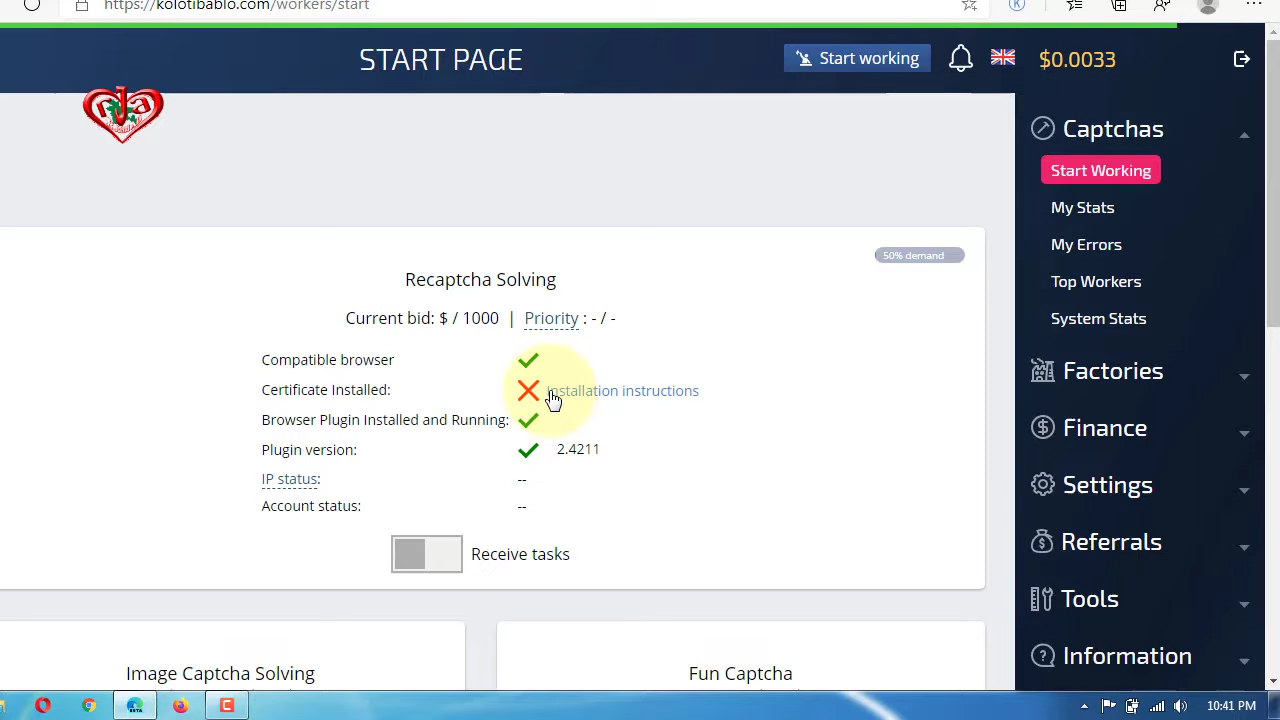 https://kolotibablo.com/workers/start
START PAGE
Start working
$0.0033
Captchas
Start Working
My Stats
My Errors
Top Workers
System Stats
Factories
Finance
Settings
Referrals
Tools
Information
50% demand
Recaptcha Solving
Current bid: $ / 1000 | Priority : - / -
Compatible browser
Certificate Installed: Installation instructions
Browser Plugin Installed and Running:
Plugin version: 2.4211
IP status: --
Account status: --
Receive tasks
Image Captcha Solving
Fun Captcha
10:41 PM